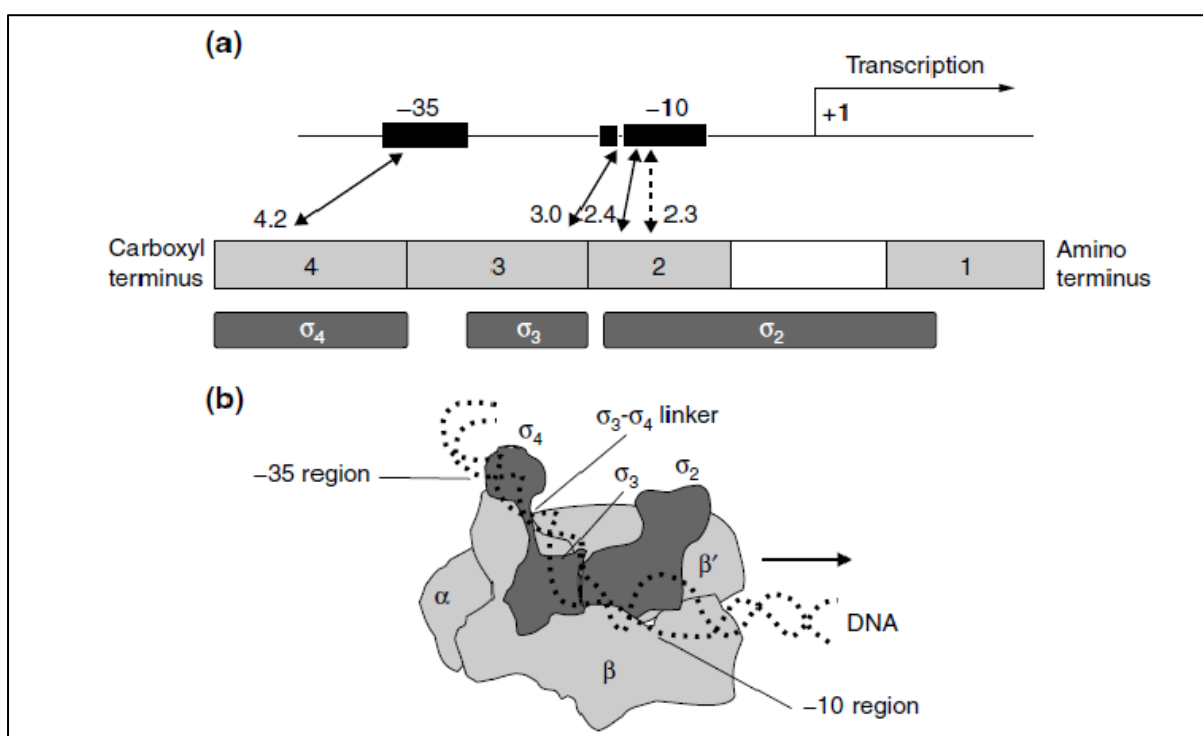 (a)
Transcription
−35
−10
+1
4.2
3.0
2.4
2.3
Carboxyl
terminus
4
3
2
1
Amino
terminus
σ4
σ3
σ2
(b)
σ3-σ4 linker
σ4
−35 region
σ3
σ2
β′
α
DNA
β
−10 region